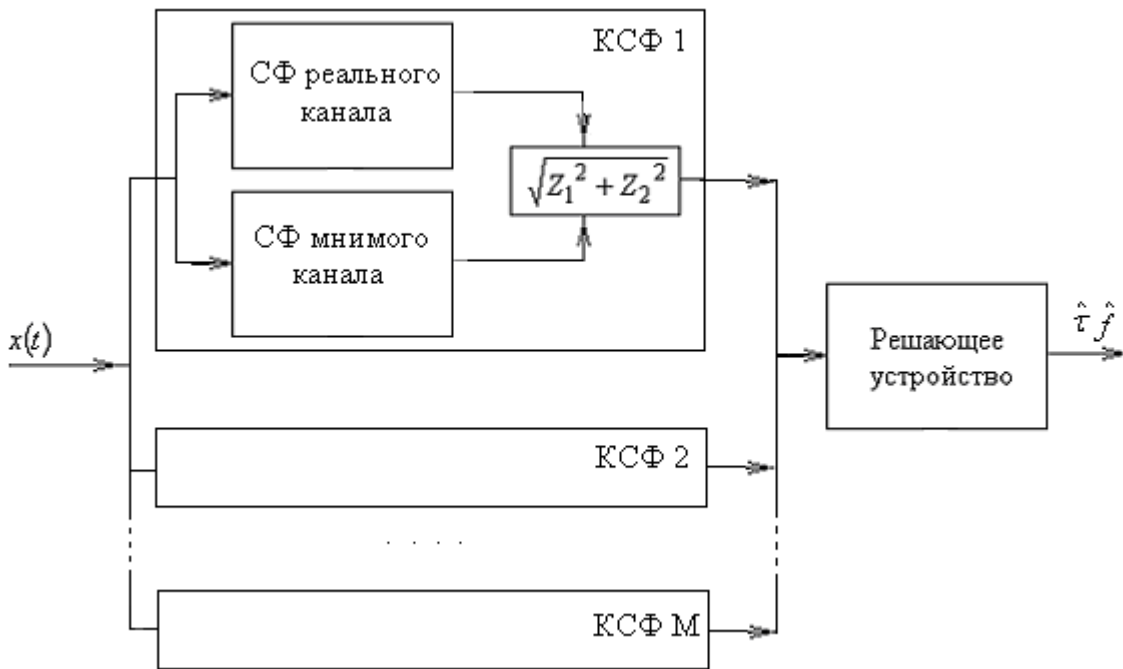 КСФ 1
СФ реального
канала
√(Z₁² + Z₂²)
СФ мнимого
канала
x(t)
Решающее
устройство
τ̂ f̂
КСФ 2
. . . .
КСФ М